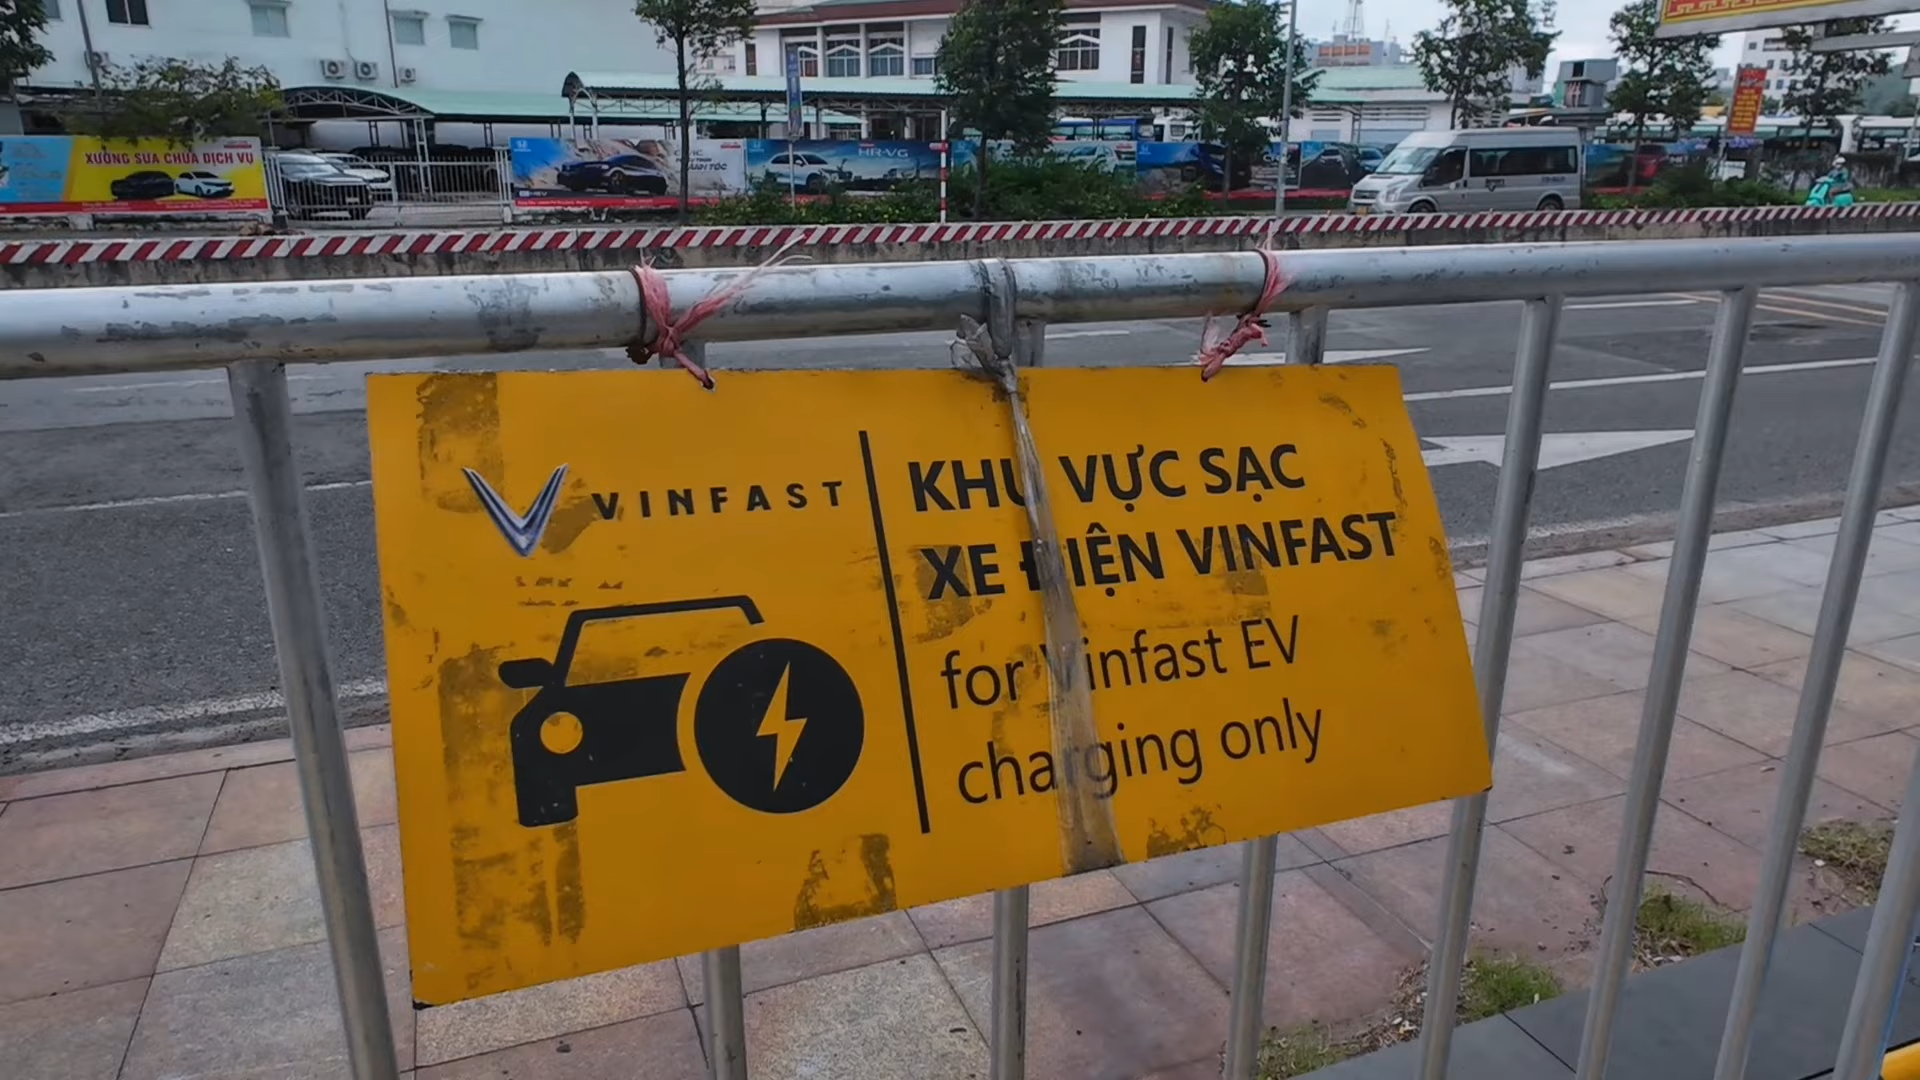 XƯỞNG SỬA CHỮA DỊCH VỤ
HR-VG
VINFAST
KHU VỰC SẠC
XE ĐIỆN VINFAST
for Vinfast EV
charging only